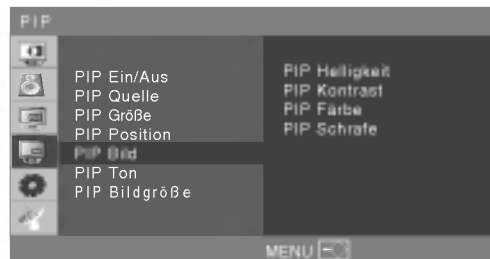 PIP
PIP Ein/Aus
PIP Quelle
PIP Größe
PIP Position
PIP Bild
PIP Ton
PIP Bildgröße
PIP Helligkeit
PIP Kontrast
PIP Farbe
PIP Schrafe
MENU